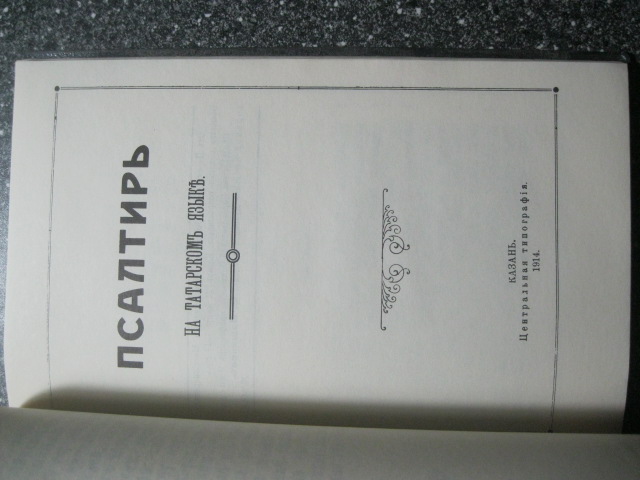 ПСАЛТИРЬ
НА ТАТАРСКОМЪ ЯЗЫКѢ.
КАЗАНЬ.
Центральная типографія.
1914.